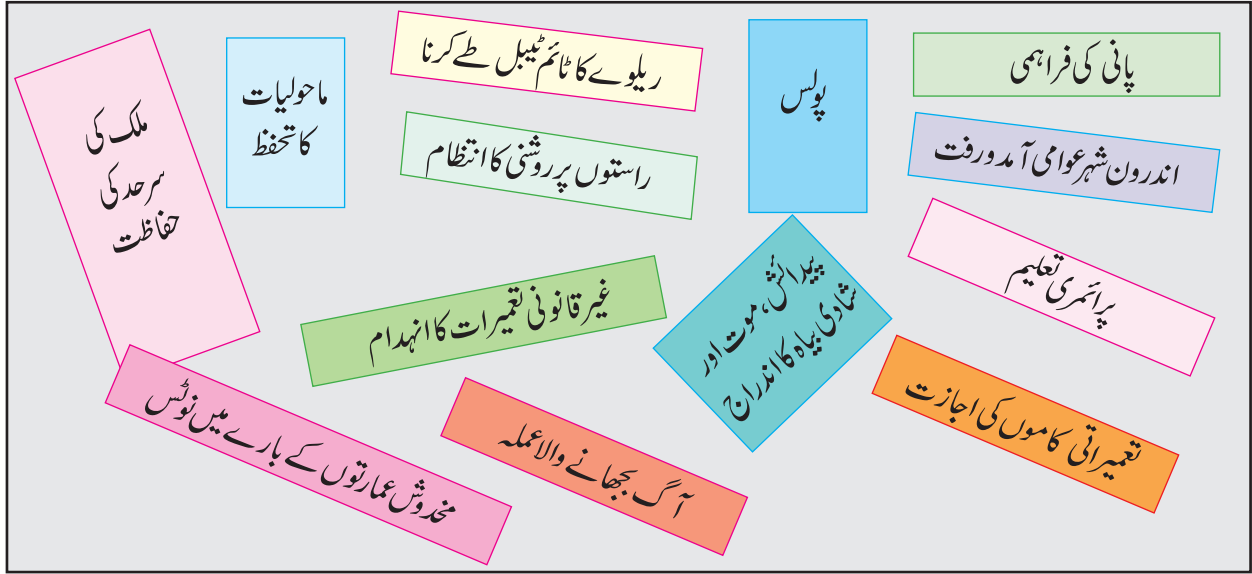 پانی کی فراہمی
پولس
ریلوے کا ٹائم ٹیبل طے کرنا
ماحولیات
کا تحفظ
ملک کی
سرحد کی
حفاظت
اندرون شہر عوامی آمدورفت
راستوں پر روشنی کا انتظام
پرائمری تعلیم
پیدائش، موت اور
شادی بیاہ کا اندراج
غیر قانونی تعمیرات کا انہدام
تعمیراتی کاموں کی اجازت
آگ بجھانے والا عملہ
مخدوش عمارتوں کے بارے میں نوٹس